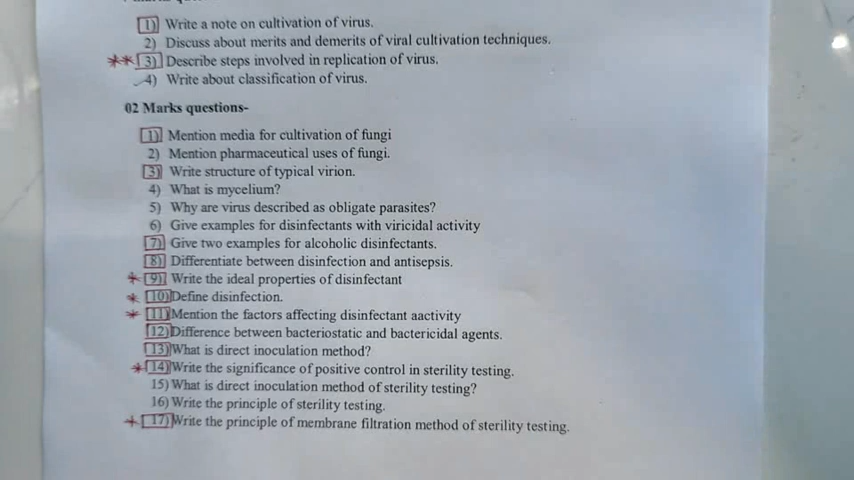 1) Write a note on cultivation of virus.
2) Discuss about merits and demerits of viral cultivation techniques.
**3) Describe steps involved in replication of virus.
4) Write about classification of virus.
02 Marks questions-
1) Mention media for cultivation of fungi
2) Mention pharmaceutical uses of fungi.
3) Write structure of typical virion.
4) What is mycelium?
5) Why are virus described as obligate parasites?
6) Give examples for disinfectants with viricidal activity
7) Give two examples for alcoholic disinfectants.
8) Differentiate between disinfection and antisepsis.
* 9) Write the ideal properties of disinfectant
* 10) Define disinfection.
* 11) Mention the factors affecting disinfectant aactivity
12) Difference between bacteriostatic and bactericidal agents.
13) What is direct inoculation method?
* 14) Write the significance of positive control in sterility testing.
15) What is direct inoculation method of sterility testing?
16) Write the principle of sterility testing.
* 17) Write the principle of membrane filtration method of sterility testing.